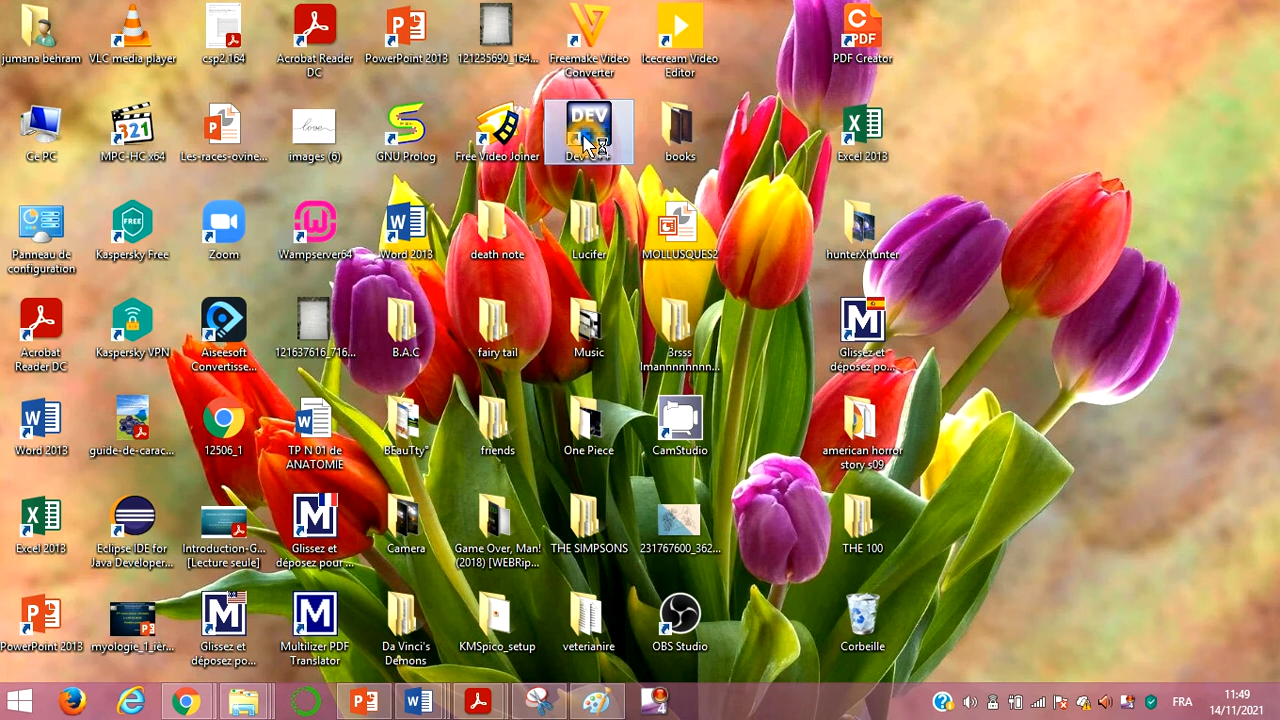 jumana behram
VLC media player
csp2.164
Acrobat Reader
DC
PowerPoint 2013
121235690_164...
Freemake Video
Converter
Icecream Video
Editor
PDF
PDF Creator
Ce PC
321
MPC-HC x64
Les-races-ovine...
love
images (6)
GNU Prolog
Free Video Joiner
DEV
books
Excel 2013
Panneau de
configuration
FREE
Kaspersky Free
Zoom
Wampserver64
Word 2013
death note
Lucifer
MOLLUSQUES2
hunterXhunter
Acrobat
Reader DC
Kaspersky VPN
Aiseesoft
Convertisse...
121637616_716...
B.A.C
fairy tail
Music
3rsss
Imannnnnnnn...
Glissez et
déposez po...
Word 2013
guide-de-carac...
12506_1
TP N 01 de
ANATOMIE
BEauTty"
friends
One Piece
CamStudio
american horror
story s09
Excel 2013
Eclipse IDE for
Java Developer...
Introduction-G...
[Lecture seule]
Glissez et
déposez pour ...
Camera
Game Over, Man!
(2018) [WEBRip...
THE SIMPSONS
231767600_362...
THE 100
PowerPoint 2013
myologie_1_ier...
Glissez et
déposez po...
Multilizer PDF
Translator
Da Vinci's
Demons
KMSpico_setup
veterianire
OBS Studio
Corbeille
4
FRA
11:49
14/11/2021